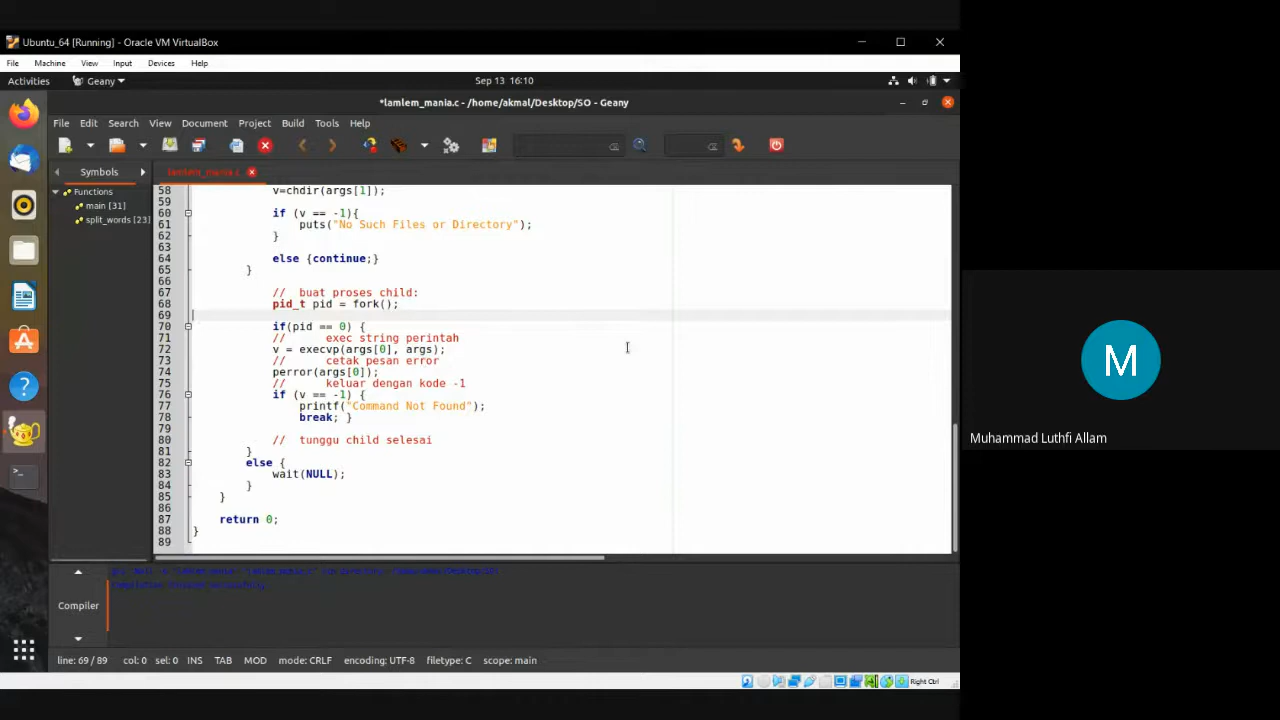 Ubuntu_64 [Running] - Oracle VM VirtualBox
File Machine View Input Devices Help
Activities Geany Sep 13 16:10
*lamlem_mania.c - /home/akmal/Desktop/SO - Geany
File Edit Search View Document Project Build Tools Help
Symbols lamlem_mania.c
Functions
main [31]
split_words [23]
58 v=chdir(args[1]);
59
60 if (v == -1){
61 puts("No Such Files or Directory");
62 }
63
64 else {continue;}
65 }
66
67 // buat proses child:
68 pid_t pid = fork();
69
70 if(pid == 0) {
71 // exec string perintah
72 v = execvp(args[0], args);
73 // cetak pesan error
74 perror(args[0]);
75 // keluar dengan kode -1
76 if (v == -1) {
77 printf("Command Not Found");
78 break; }
79
80 // tunggu child selesai
81 }
82 else {
83 wait(NULL);
84 }
85 }
86
87 return 0;
88 }
89
Compiler
line: 69 / 89 col: 0 sel: 0 INS TAB MOD mode: CRLF encoding: UTF-8 filetype: C scope: main
Right Ctrl
M
Muhammad Luthfi Allam